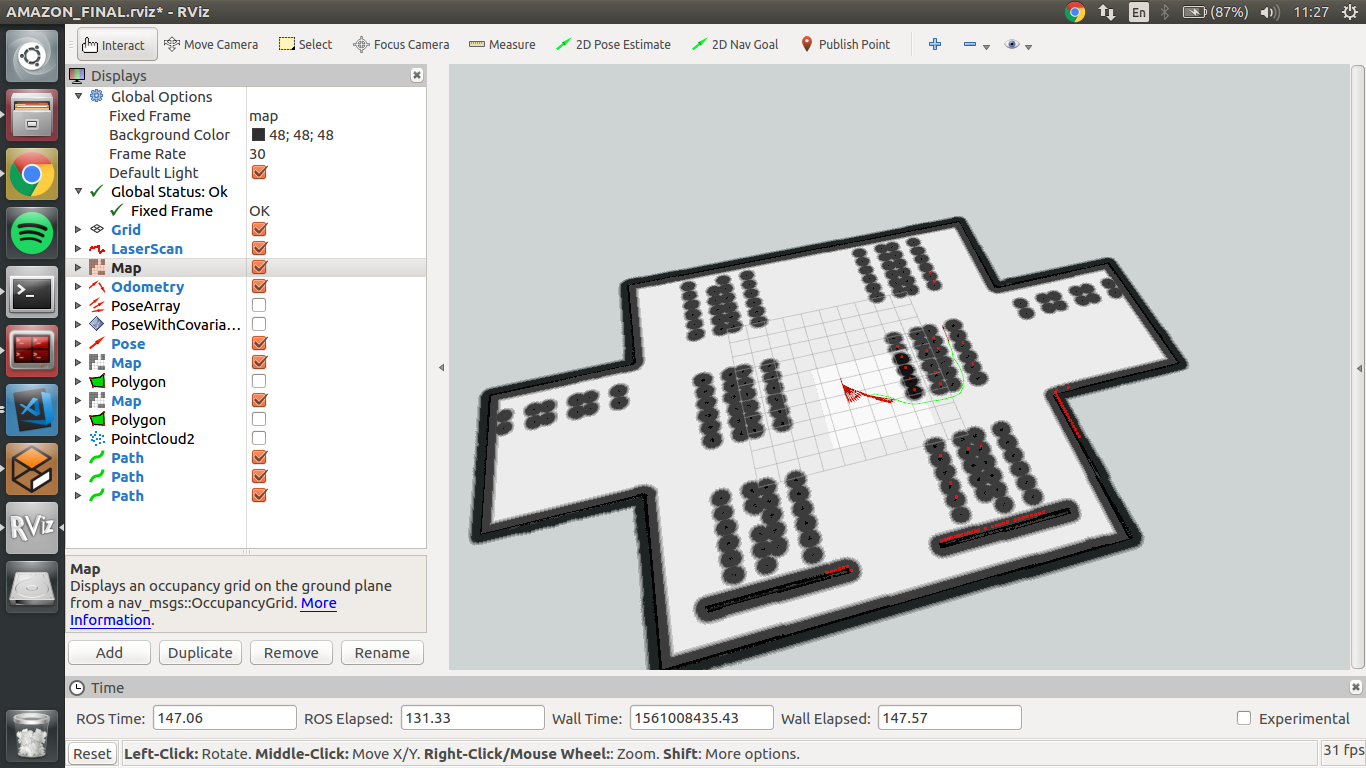 AMAZON_FINAL.rviz* - RViz
En
(87%)
11:27
Interact
Move Camera
Select
Focus Camera
Measure
2D Pose Estimate
2D Nav Goal
Publish Point
Displays
Global Options
Fixed Frame map
Background Color 48; 48; 48
Frame Rate 30
Default Light
Global Status: Ok
Fixed Frame OK
Grid
LaserScan
Map
Odometry
PoseArray
PoseWithCovaria...
Pose
Map
Polygon
Map
Polygon
PointCloud2
Path
Path
Path
RViz
Map
Displays an occupancy grid on the ground plane
from a nav_msgs::OccupancyGrid. More
Information.
Add Duplicate Remove Rename
Time
ROS Time: 147.06 ROS Elapsed: 131.33 Wall Time: 1561008435.43 Wall Elapsed: 147.57 Experimental
Reset Left-Click: Rotate. Middle-Click: Move X/Y. Right-Click/Mouse Wheel:: Zoom. Shift: More options. 31 fps